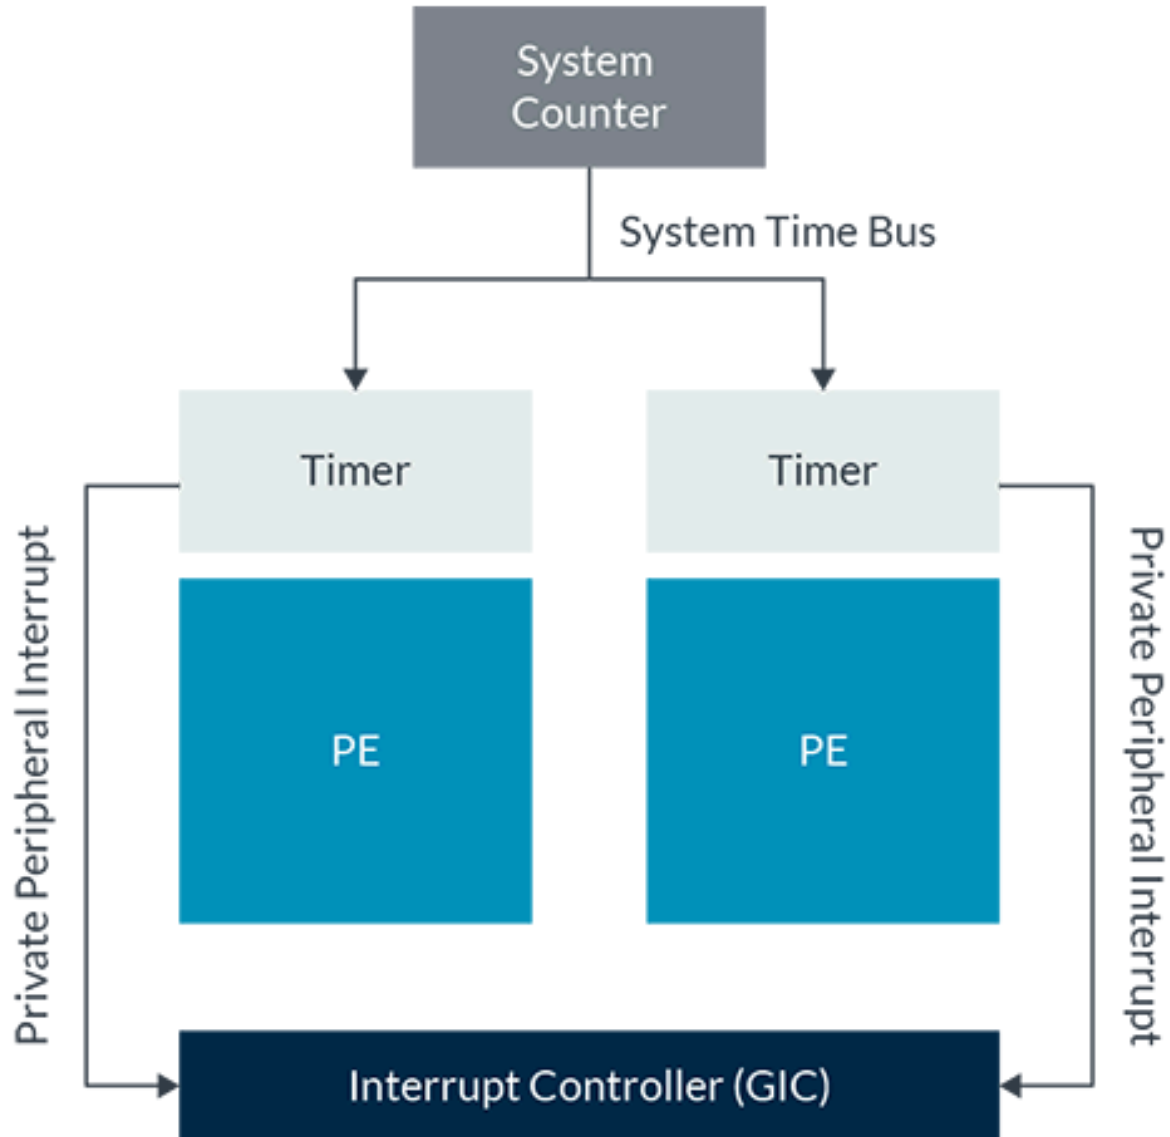 System
Counter
System Time Bus
Timer
Timer
Private Peripheral Interrupt
Private Peripheral Interrupt
PE
PE
Interrupt Controller (GIC)